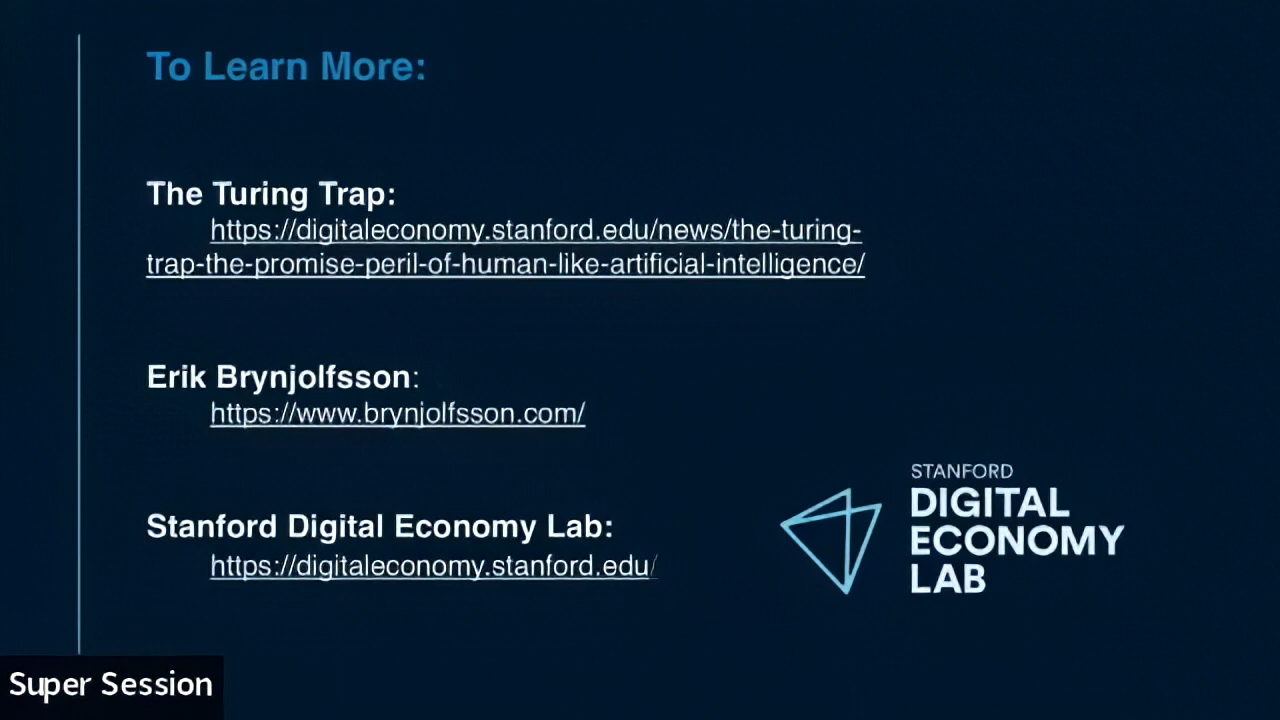 To Learn More:
The Turing Trap:
https://digitaleconomy.stanford.edu/news/the-turing-
trap-the-promise-peril-of-human-like-artificial-intelligence/
Erik Brynjolfsson:
https://www.brynjolfsson.com/
Stanford Digital Economy Lab:
https://digitaleconomy.stanford.edu/
STANFORD
DIGITAL
ECONOMY
LAB
Super Session